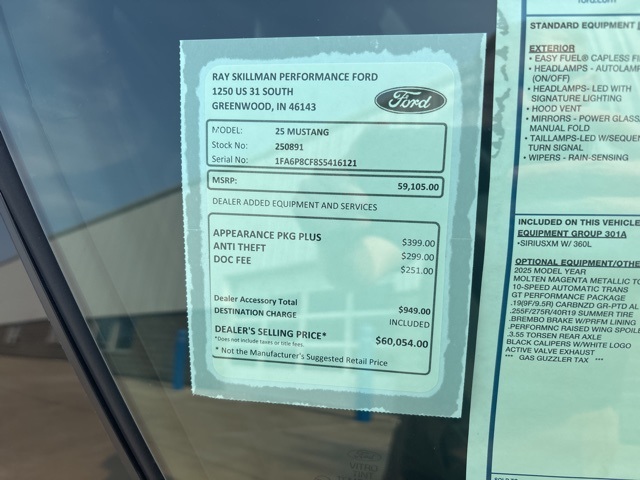 RAY SKILLMAN PERFORMANCE FORD
1250 US 31 SOUTH
GREENWOOD, IN 46143
Ford
MODEL: 25 MUSTANG
Stock No: 250891
Serial No: 1FA6P8CF8S5416121
MSRP: 59,105.00
DEALER ADDED EQUIPMENT AND SERVICES
APPEARANCE PKG PLUS $399.00
ANTI THEFT $299.00
DOC FEE $251.00
Dealer Accessory Total $949.00
DESTINATION CHARGE INCLUDED
DEALER'S SELLING PRICE* $60,054.00
*Does not include taxes or title fees.
* Not the Manufacturer's Suggested Retail Price
ford.com
STANDARD EQUIPMENT
EXTERIOR
• EASY FUEL® CAPLESS
• HEADLAMPS - AUTOLAMP
(ON/OFF)
• HEADLAMPS- LED WITH
SIGNATURE LIGHTING
• HOOD VENT
• MIRRORS - POWER GLASS
MANUAL FOLD
• TAILLAMPS-LED W/SEQUEN
TURN SIGNAL
• WIPERS - RAIN-SENSING
INCLUDED ON THIS VEHICLE
EQUIPMENT GROUP 301A
•SIRIUSXM W/ 360L
OPTIONAL EQUIPMENT/OTHE
2025 MODEL YEAR
MOLTEN MAGENTA METALLIC
10-SPEED AUTOMATIC TRANS
GT PERFORMANCE PACKAGE
.19(9F/9.5R) CARBNZD GR-PTD AL
.255F/275R/40R19 SUMMER TIRE
.BREMBO BRAKE W/PRFM LINING
.PERFORMNC RAISED WING SPOIL
.3.55 TORSEN REAR AXLE
BLACK CALIPERS W/WHITE LOGO
ACTIVE VALVE EXHAUST
*** GAS GUZZLER TAX ***